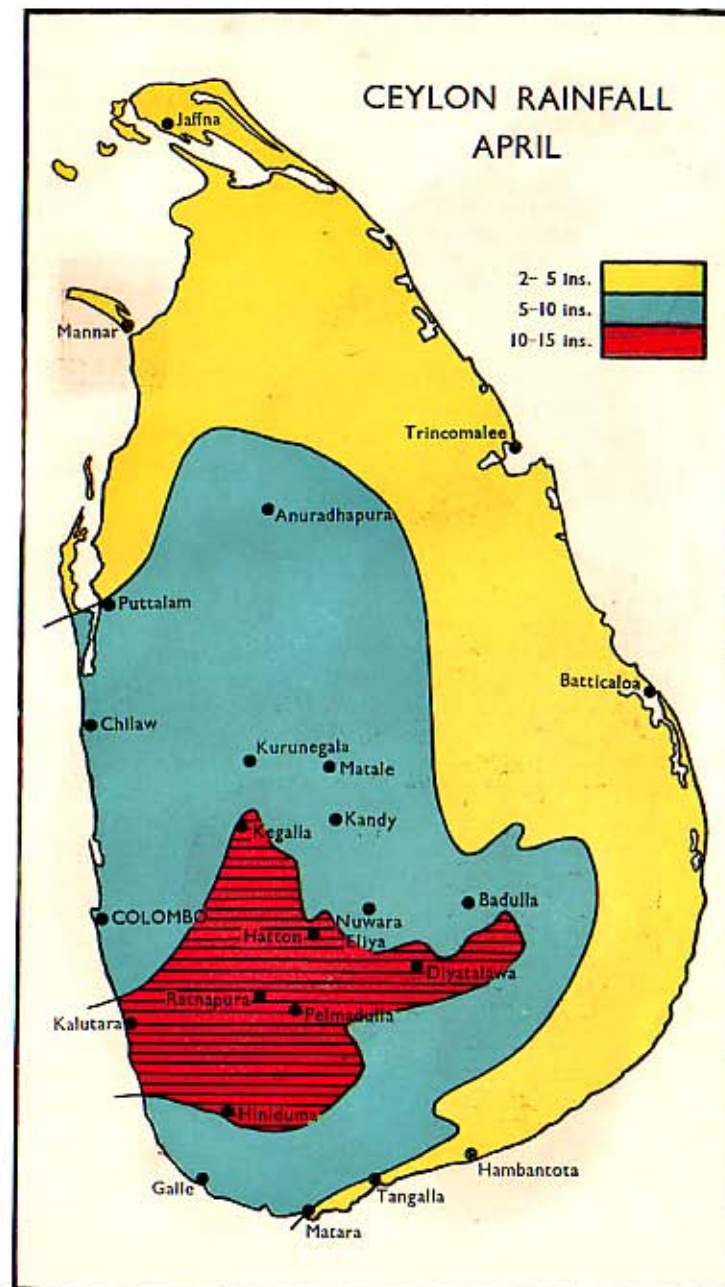 CEYLON RAINFALL
APRIL
Jaffna
2- 5 Ins.
5-10 ins.
10-15 ins.
Mannar
Trincomalee
Anuradhapura
Puttalam
Batticaloa
Chilaw
Kurunegala
Matale
Kandy
Kegalla
Badulla
COLOMBO
Nuwara
Eliya
Hatton
Diyatalawa
Ratnapura
Pelmadulla
Kalutara
Hiniduma
Hambantota
Galle
Tangalla
Matara